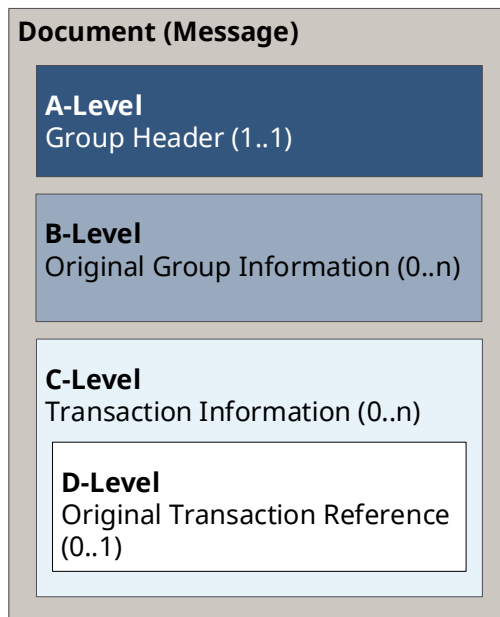 Document (Message)
A-Level
Group Header (1..1)
B-Level
Original Group Information (0..n)
C-Level
Transaction Information (0..n)
D-Level
Original Transaction Reference
(0..1)